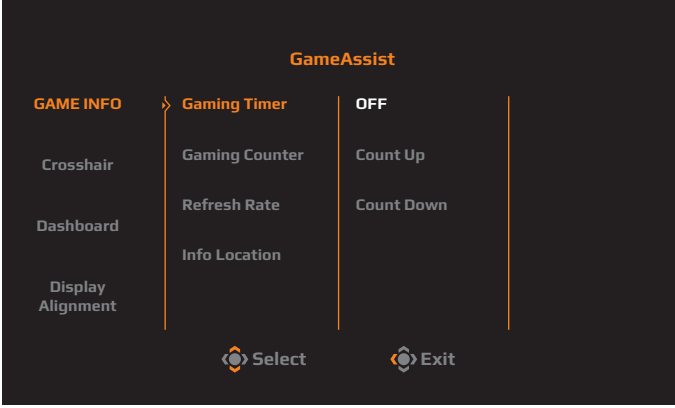 GameAssist
GAME INFO
Gaming Timer
OFF
Crosshair
Gaming Counter
Count Up
Dashboard
Refresh Rate
Count Down
Display
Alignment
Info Location
Select
Exit